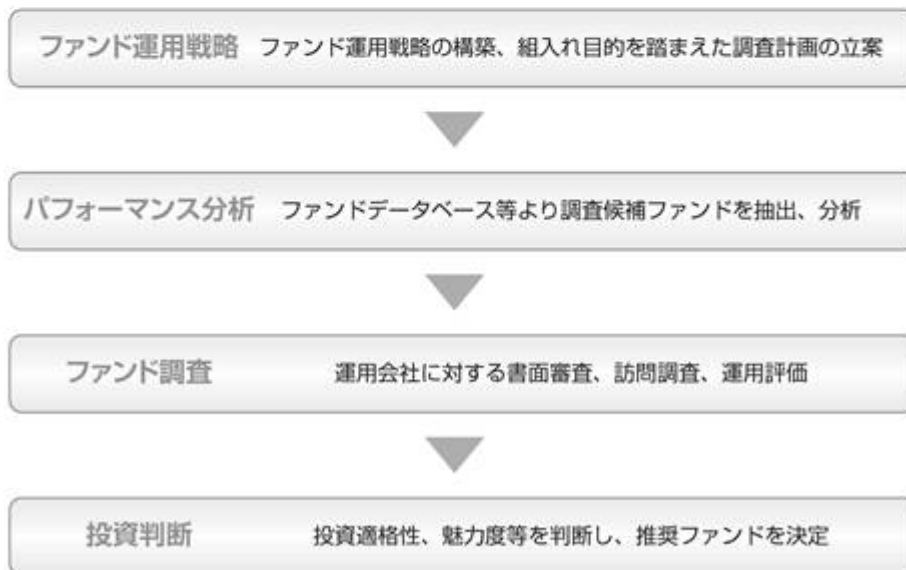 ファンド運用戦略 ファンド運用戦略の構築、組入れ目的を踏まえた調査計画の立案
パフォーマンス分析 ファンドデータベース等より調査候補ファンドを抽出、分析
ファンド調査 運用会社に対する書面審査、訪問調査、運用評価
投資判断 投資適格性、魅力度等を判断し、推奨ファンドを決定